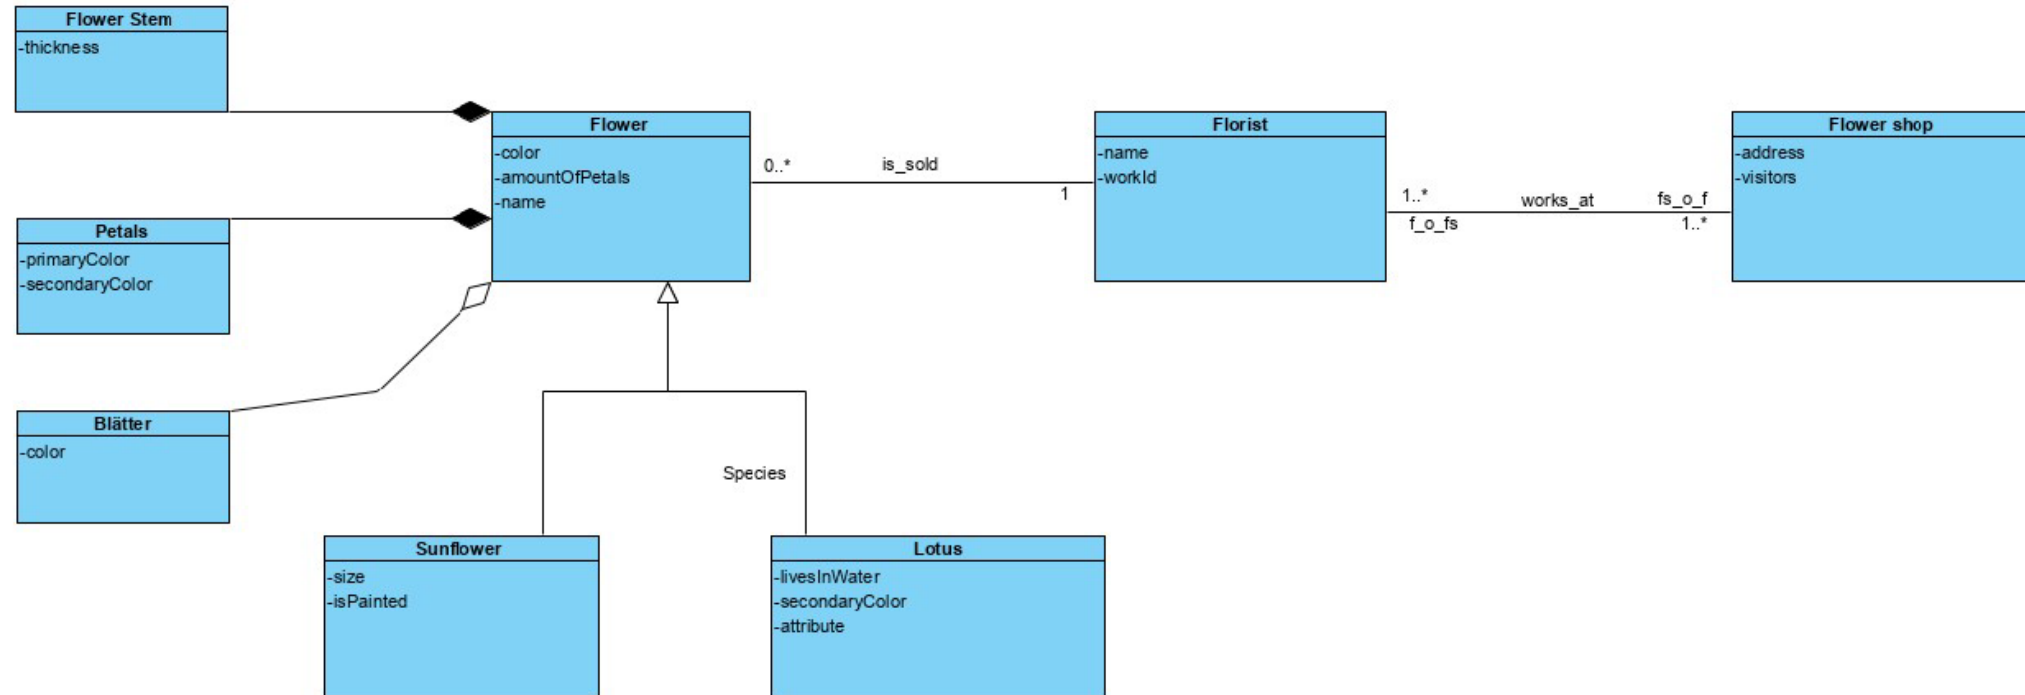 Flower Stem
-thickness
Flower
-color
-amountOfPetals
-name
0..*
is_sold
1
Florist
-name
-workId
1..*
f_o_fs
works_at
fs_o_f
1..*
Flower shop
-address
-visitors
Petals
-primaryColor
-secondaryColor
Blätter
-color
Species
Sunflower
-size
-isPainted
Lotus
-livesInWater
-secondaryColor
-attribute